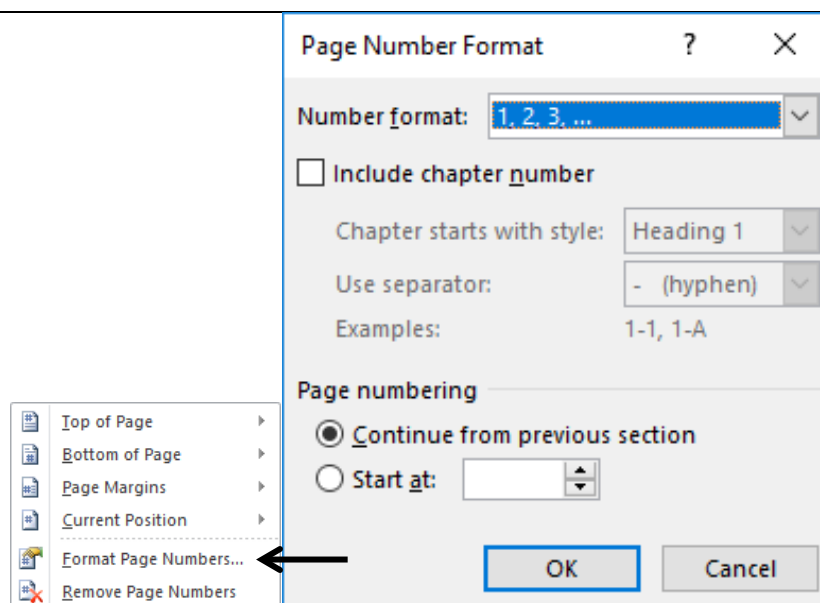 Page Number Format ?
Number format: 1, 2, 3, ...
Include chapter number
Chapter starts with style: Heading 1
Use separator: - (hyphen)
Examples: 1-1, 1-A
Page numbering
Continue from previous section
Start at:
OK Cancel
Top of Page
Bottom of Page
Page Margins
Current Position
Format Page Numbers...
Remove Page Numbers